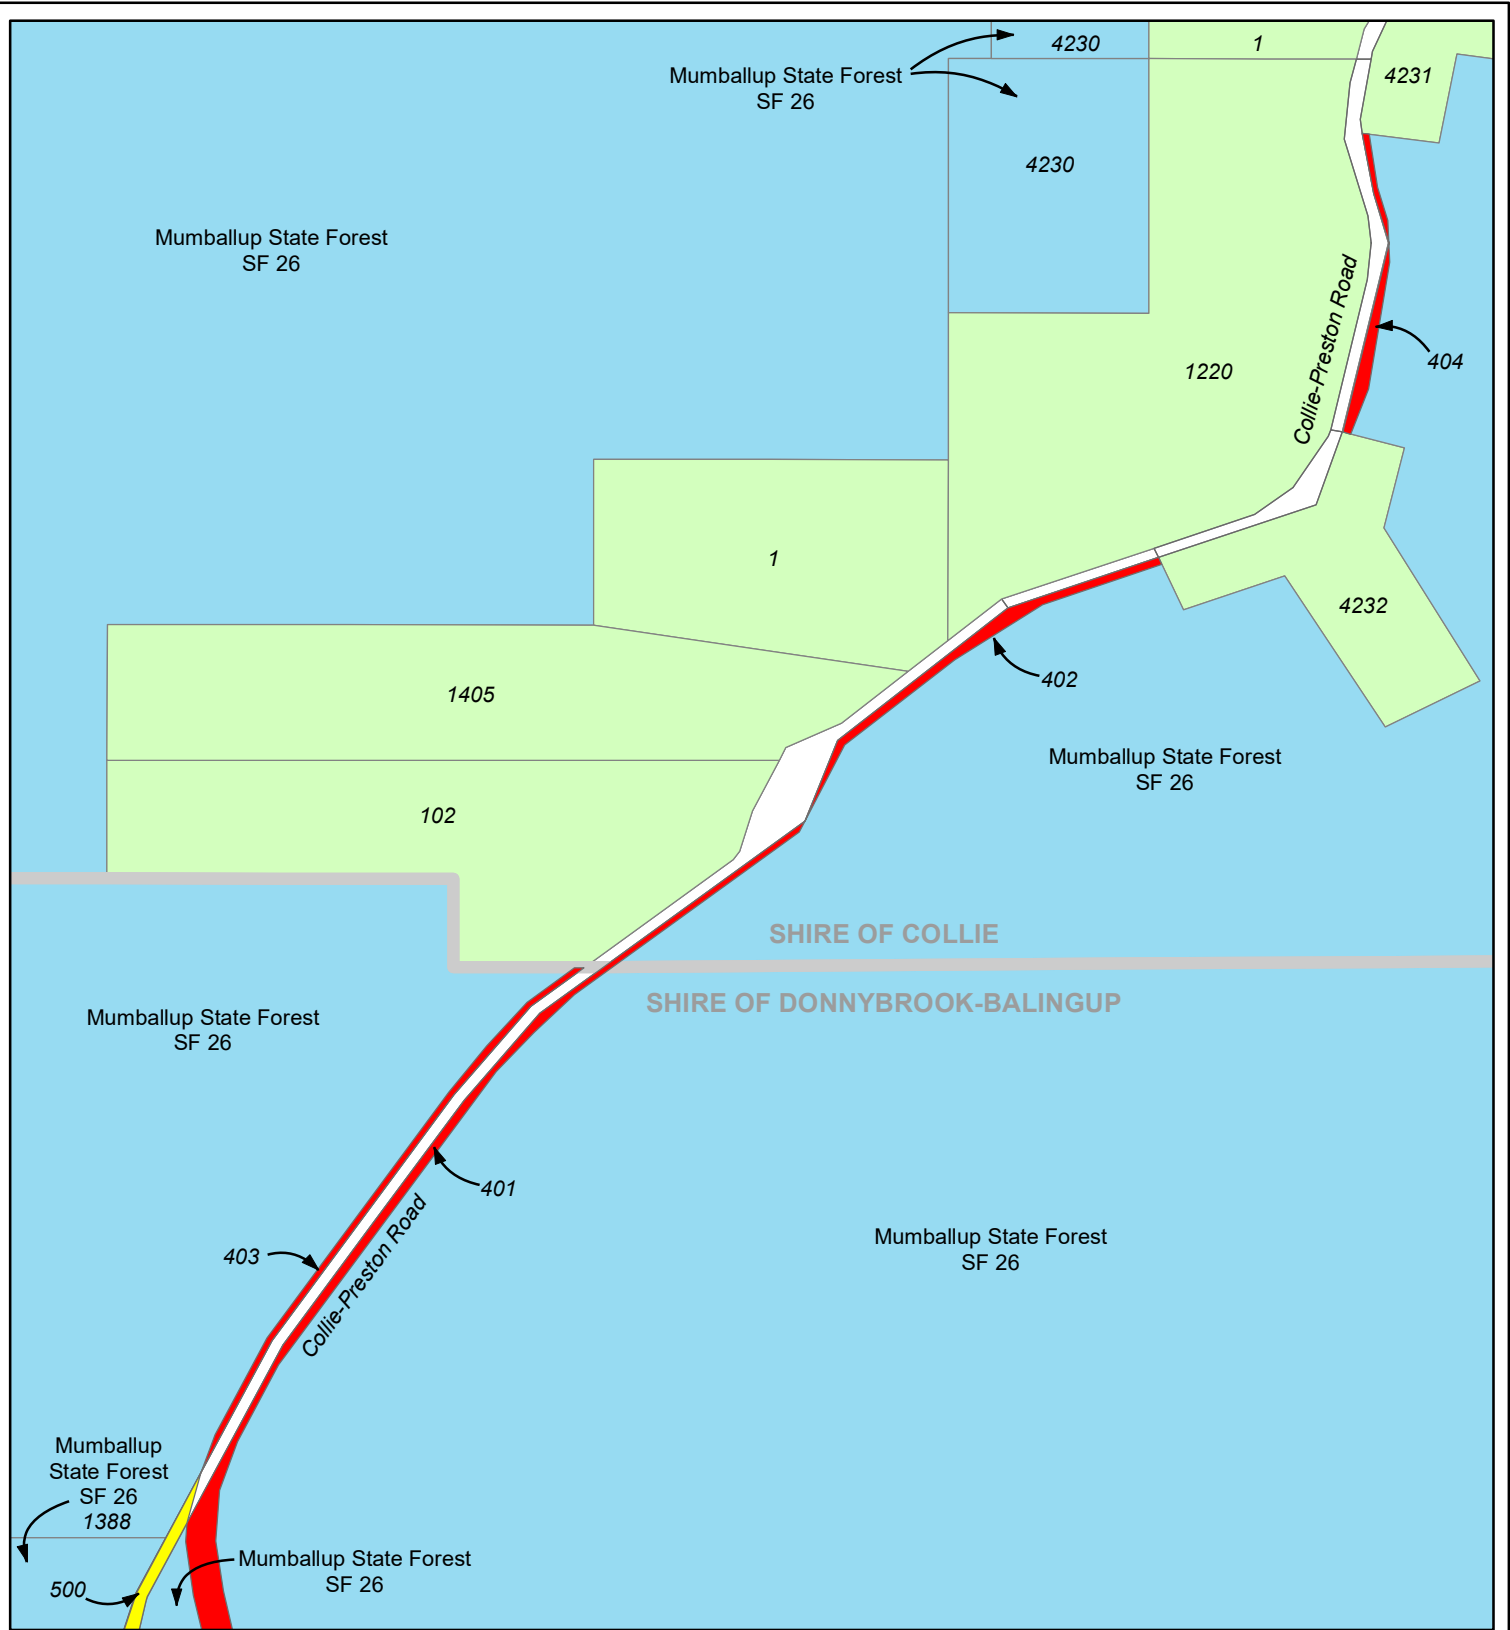 4230
1
4231
Mumballup State Forest
SF 26
4230
Mumballup State Forest
SF 26
Collie-Preston Road
404
1220
1
4232
402
1405
Mumballup State Forest
SF 26
102
SHIRE OF COLLIE
SHIRE OF DONNYBROOK-BALINGUP
Mumballup State Forest
SF 26
401
Collie-Preston Road
403
Mumballup State Forest
SF 26
Mumballup
State Forest
SF 26
1388
Mumballup State Forest
SF 26
500